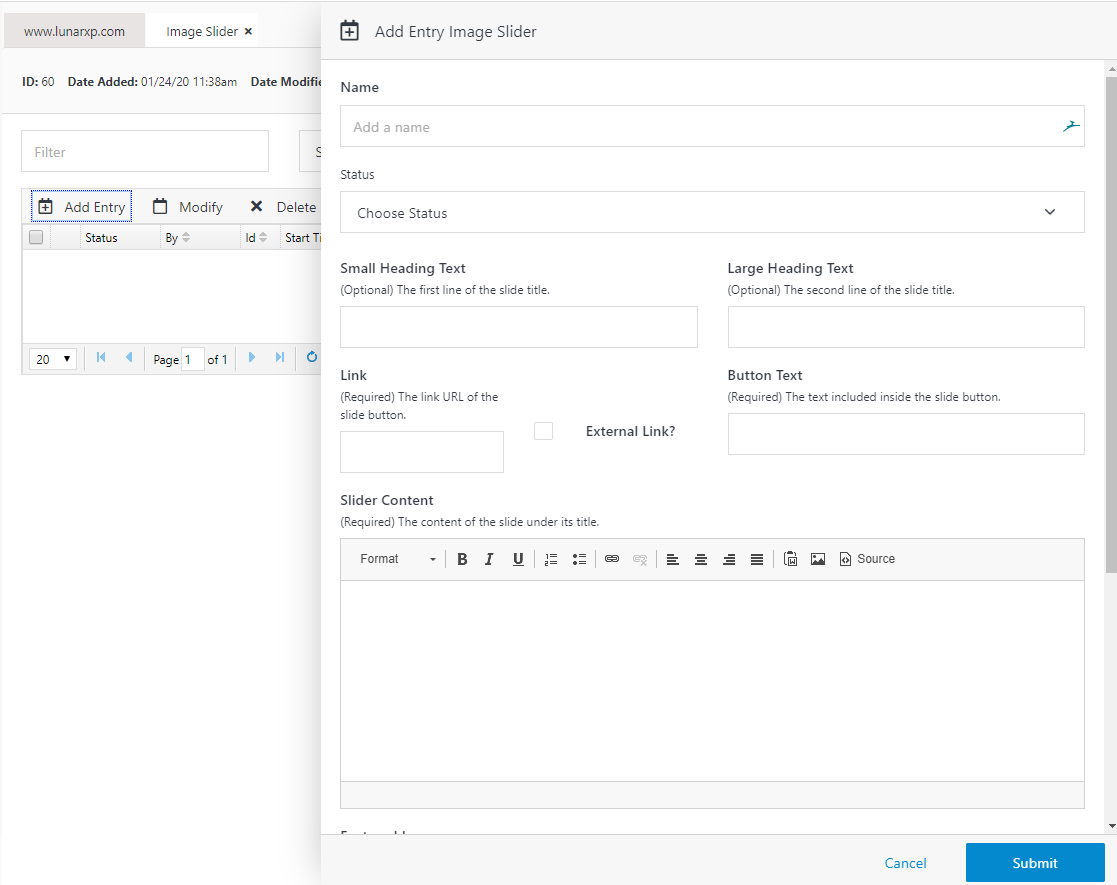 www.lunarxp.com
Image Slider ×
ID: 60 Date Added: 01/24/20 11:38am Date
Filter
Add Entry Modify Delete
Status By Id Start
20 Page 1 of 1
Add Entry Image Slider
Name
Add a name
Status
Choose Status
Small Heading Text
(Optional) The first line of the slide title.
Large Heading Text
(Optional) The second line of the slide title.
Link
(Required) The link URL of the
slide button.
External Link?
Button Text
(Required) The text included inside the slide button.
Slider Content
(Required) The content of the slide under its title.
Format B I U Source
Cancel Submit